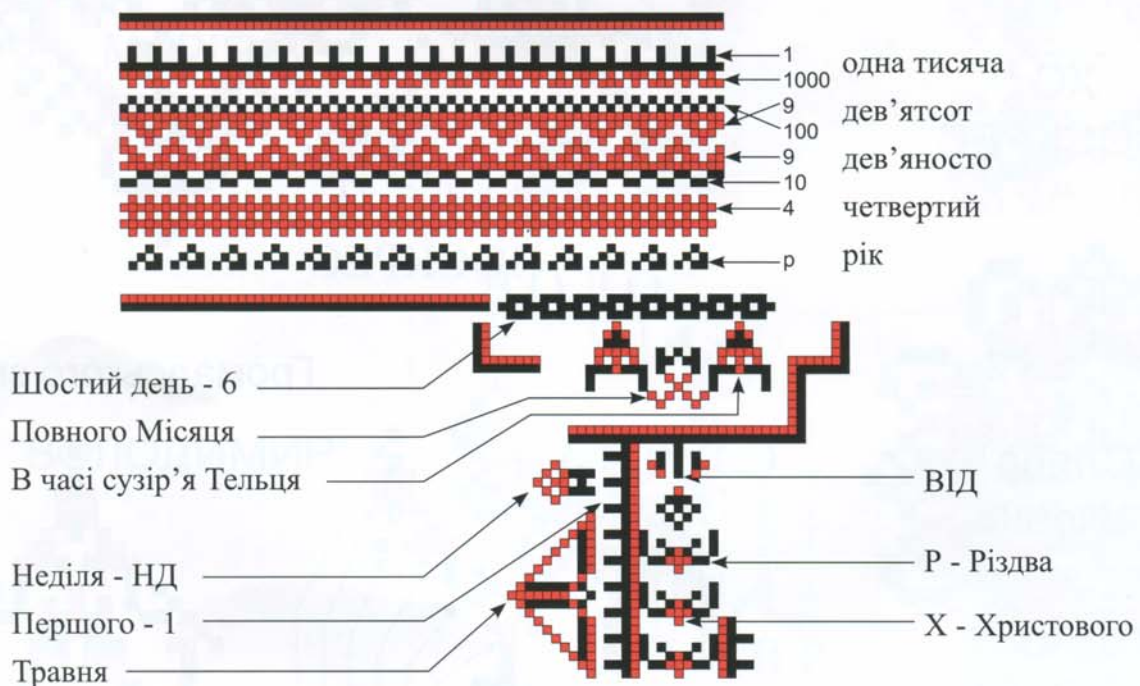 1 одна тисяча
1000
9 дев’ятсот
100
9 дев’яносто
10
4 четвертий
р рік
Шостий день - 6
Повного Місяця
В часі сузір’я Тельця
ВІД
Неділя - НД
Р - Різдва
Першого - 1
Х - Христового
Травня